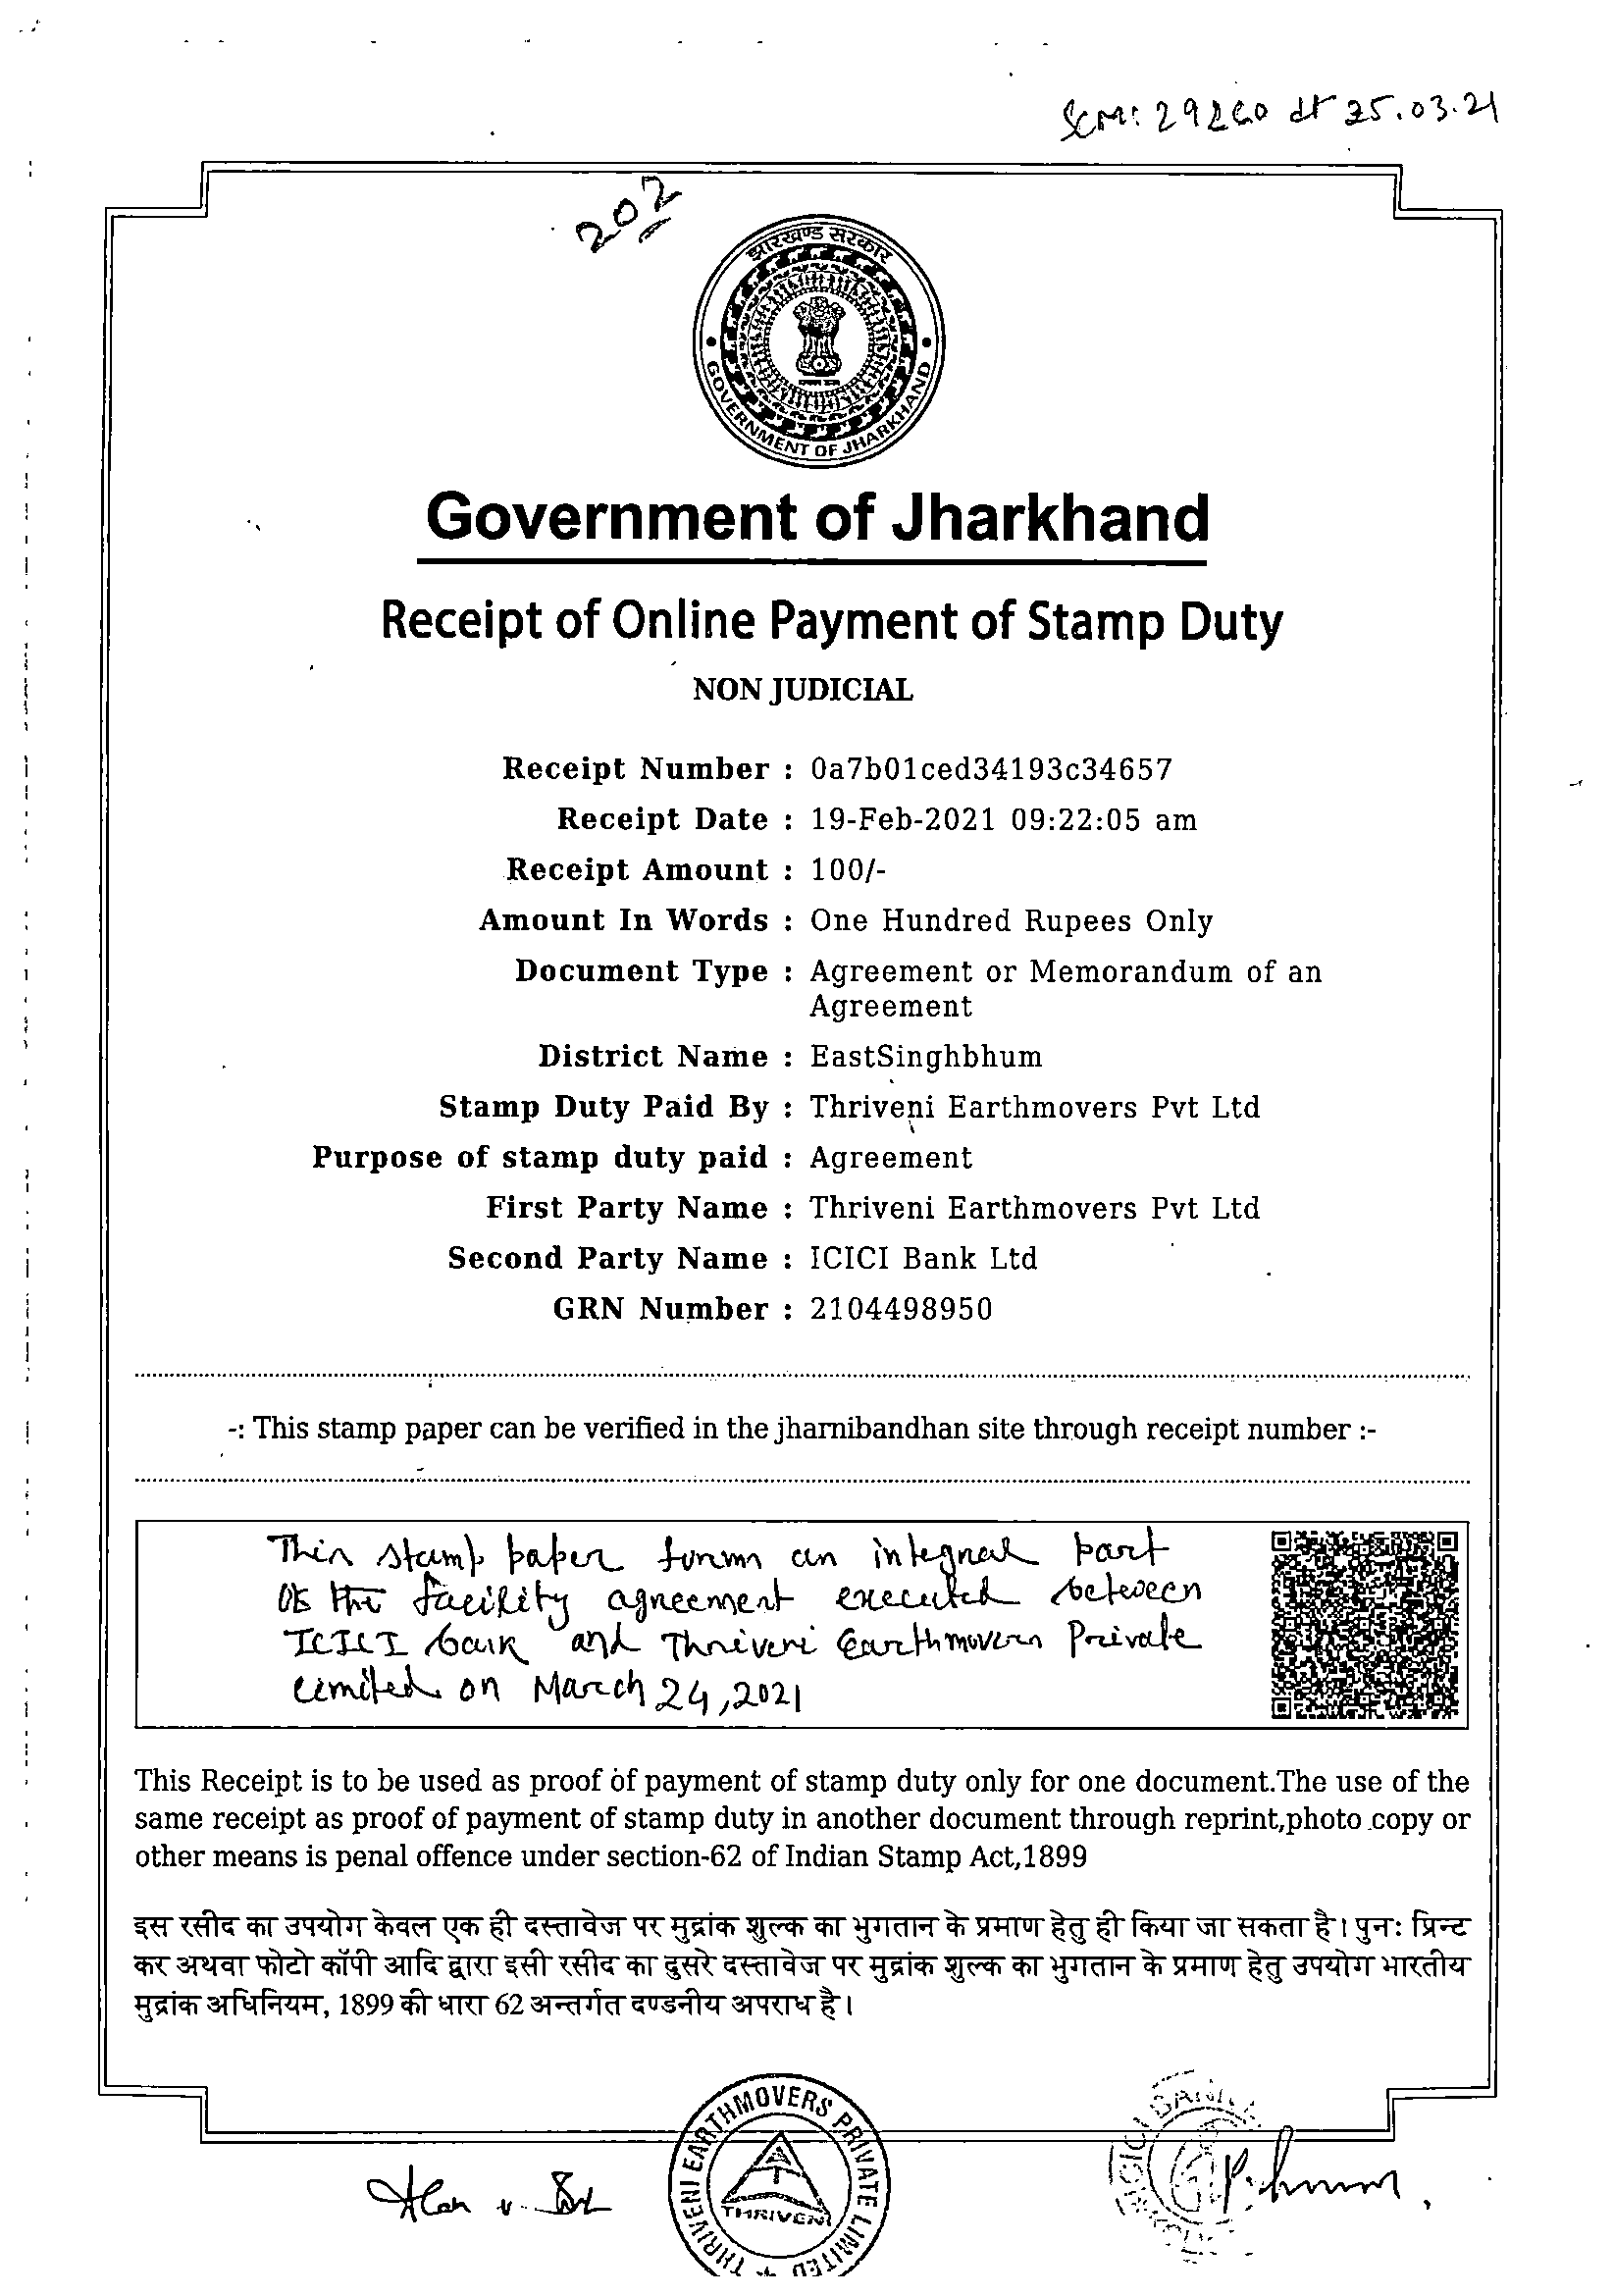 SCM: 29260 dt 25.03.21
202
झारखण्ड सरकार
GOVERNMENT OF JHARKHAND
Government of Jharkhand
Receipt of Online Payment of Stamp Duty
NON JUDICIAL
Receipt Number : 0a7b01ced34193c34657
Receipt Date : 19-Feb-2021 09:22:05 am
Receipt Amount : 100/-
Amount In Words : One Hundred Rupees Only
Document Type : Agreement or Memorandum of an
Agreement
District Name : EastSinghbhum
Stamp Duty Paid By : Thriveni Earthmovers Pvt Ltd
Purpose of stamp duty paid : Agreement
First Party Name : Thriveni Earthmovers Pvt Ltd
Second Party Name : ICICI Bank Ltd
GRN Number : 2104498950
-: This stamp paper can be verified in the jharnibandhan site through receipt number :-
This stamp paper forms an integral part
of the facility agreement executed between
ICICI bank and Thriveni Earthmovers Private
Limited on March 24,2021
This Receipt is to be used as proof of payment of stamp duty only for one document.The use of the
same receipt as proof of payment of stamp duty in another document through reprint,photo copy or
other means is penal offence under section-62 of Indian Stamp Act,1899
इस रसीद का उपयोग केवल एक ही दस्तावेज पर मुद्रांक शुल्क का भुगतान के प्रमाण हेतु ही किया जा सकता है। पुन: प्रिन्ट
कर अथवा फोटो कॉपी आदि द्वारा इसी रसीद का दुसरे दस्तावेज पर मुद्रांक शुल्क का भुगतान के प्रमाण हेतु उपयोग भारतीय
मुद्रांक अधिनियम, 1899 की धारा 62 अन्तर्गत दण्डनीय अपराध है।
THRIVENI EARTHMOVERS PRIVATE LIMITED
THRIVENI
ICICI BANK